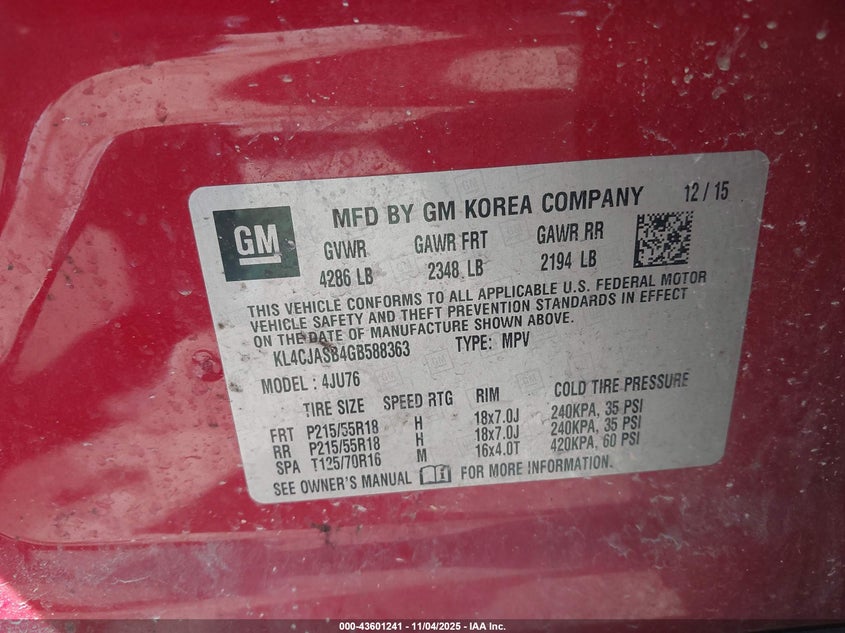 GM
MFD BY GM KOREA COMPANY 12 / 15
GVWR GAWR FRT GAWR RR
4286 LB 2348 LB 2194 LB
THIS VEHICLE CONFORMS TO ALL APPLICABLE U.S. FEDERAL MOTOR
VEHICLE SAFETY AND THEFT PREVENTION STANDARDS IN EFFECT
ON THE DATE OF MANUFACTURE SHOWN ABOVE.
KL4CJASB4GB588363 TYPE: MPV
MODEL : 4JU76
TIRE SIZE SPEED RTG RIM COLD TIRE PRESSURE
FRT P215/55R18 H 18x7.0J 240KPA, 35 PSI
RR P215/55R18 H 18x7.0J 240KPA, 35 PSI
SPA T125/70R16 M 16x4.0T 420KPA, 60 PSI
SEE OWNER'S MANUAL FOR MORE INFORMATION.
000-43601241 - 11/04/2025 - IAA Inc.